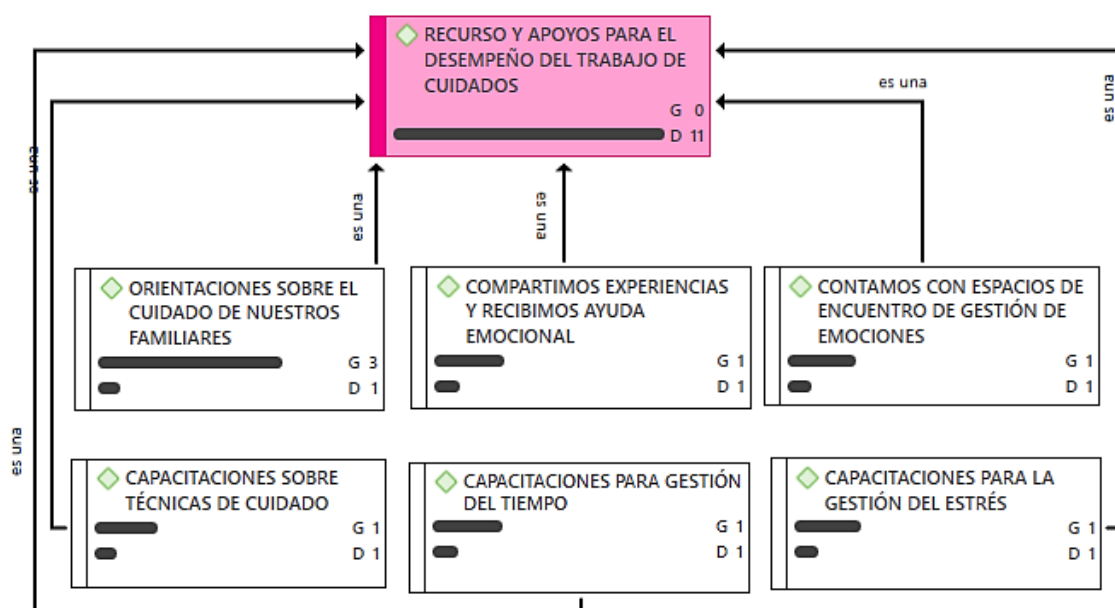 RECURSO Y APOYOS PARA EL
DESEMPEÑO DEL TRABAJO DE
CUIDADOS
G 0
D 11
es una
es una
es una
es una
es una
es una
ORIENTACIONES SOBRE EL
CUIDADO DE NUESTROS
FAMILIARES
G 3
D 1
COMPARTIMOS EXPERIENCIAS
Y RECIBIMOS AYUDA
EMOCIONAL
G 1
D 1
CONTAMOS CON ESPACIOS DE
ENCUENTRO DE GESTIÓN DE
EMOCIONES
G 1
D 1
CAPACITACIONES SOBRE
TÉCNICAS DE CUIDADO
G 1
D 1
CAPACITACIONES PARA GESTIÓN
DEL TIEMPO
G 1
D 1
CAPACITACIONES PARA LA
GESTIÓN DEL ESTRÉS
G 1
D 1